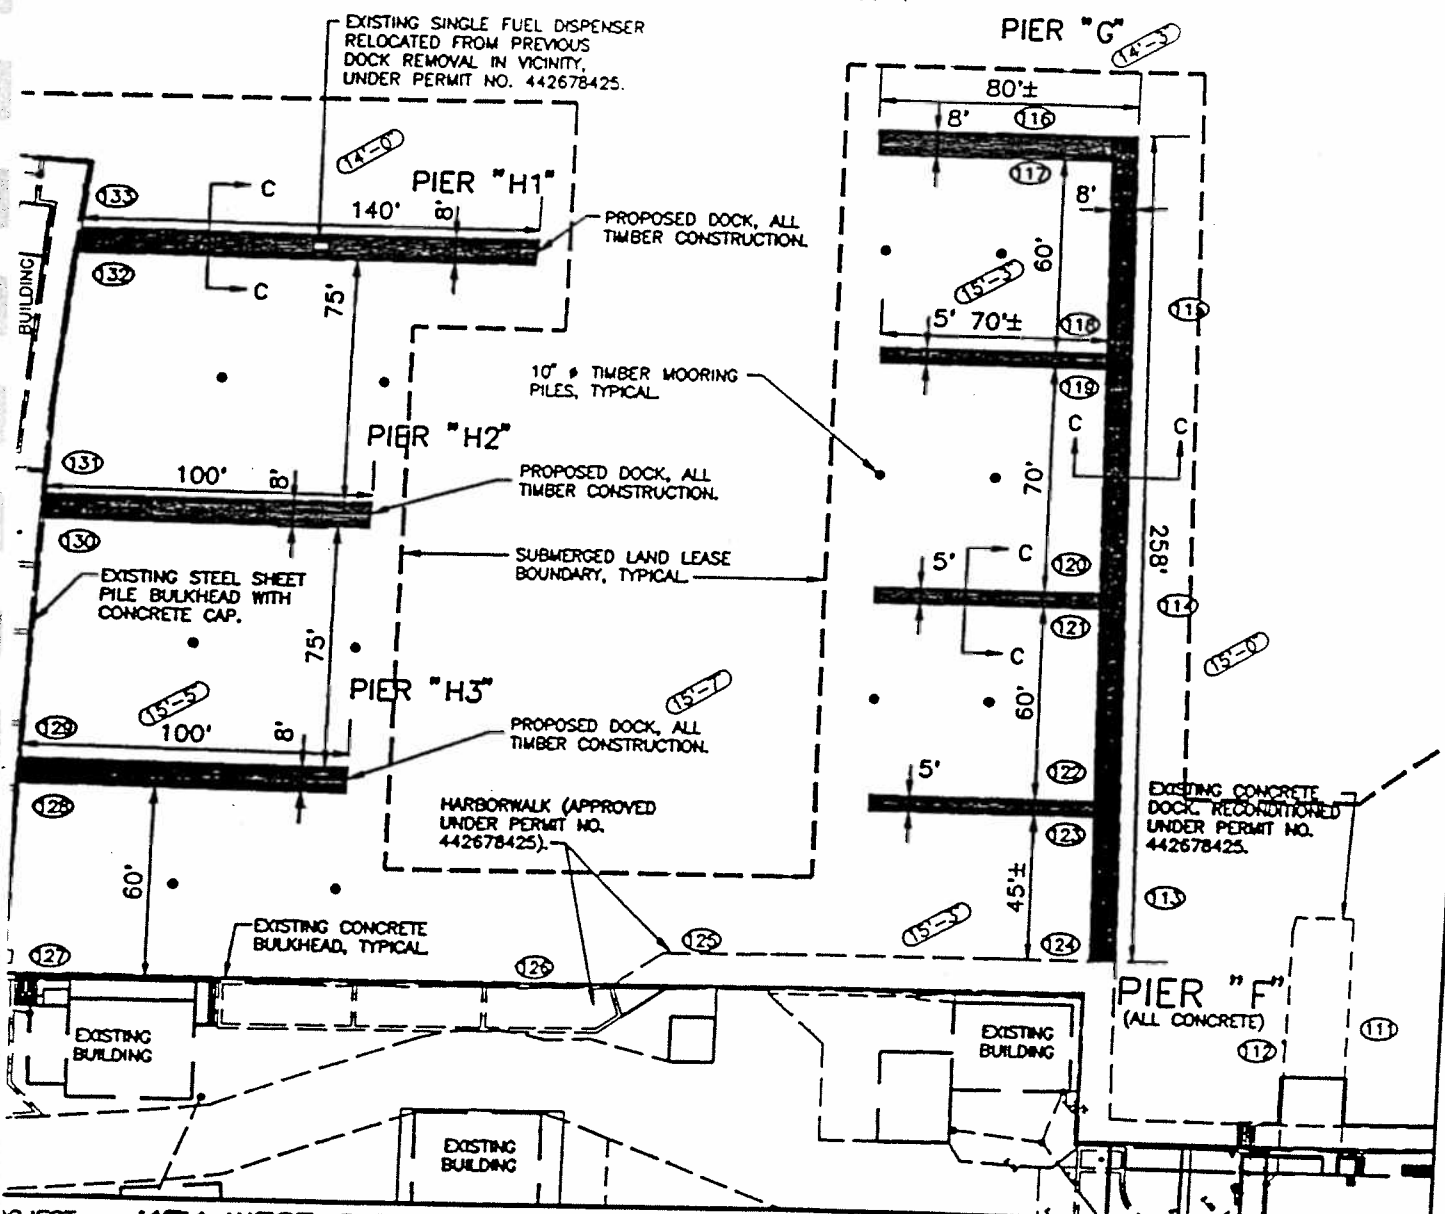 EXISTING SINGLE FUEL DISPENSER
RELOCATED FROM PREVIOUS
DOCK REMOVAL IN VICINITY,
UNDER PERMIT NO. 442678425.
PIER "G"
14'-3"
80'±
8'
116
117
8'
14'-0"
PIER "H1"
133
C
140'
8'
PROPOSED DOCK, ALL
TIMBER CONSTRUCTION.
132
C
75'
BUILDING
60'
15'-3"
5'
70'±
118
115
119
10" ⌀ TIMBER MOORING
PILES, TYPICAL
PIER "H2"
131
100'
8'
PROPOSED DOCK, ALL
TIMBER CONSTRUCTION.
C
C
70'
130
SUBMERGED LAND LEASE
BOUNDARY, TYPICAL
258'
5'
C
120
114
121
C
EXISTING STEEL SHEET
PILE BULKHEAD WITH
CONCRETE CAP.
75'
15'-0"
PIER "H3"
15'-5"
15'-7"
60'
129
100'
8'
PROPOSED DOCK, ALL
TIMBER CONSTRUCTION.
128
5'
122
123
EXISTING CONCRETE
DOCK. RECONDITIONED
UNDER PERMIT NO.
442678425.
HARBORWALK (APPROVED
UNDER PERMIT NO.
442678425).
60'
45'±
113
15'-3"
EXISTING CONCRETE
BULKHEAD, TYPICAL
127
126
125
124
PIER "F"
(ALL CONCRETE)
112
111
EXISTING
BUILDING
EXISTING
BUILDING
EXISTING
BUILDING